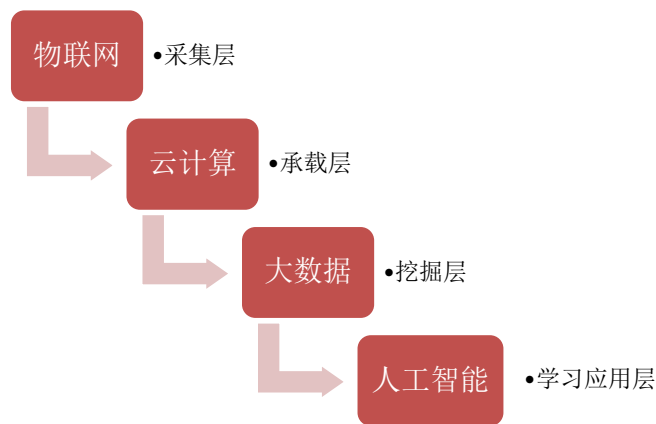 物联网
•采集层
云计算
•承载层
大数据
•挖掘层
人工智能
•学习应用层